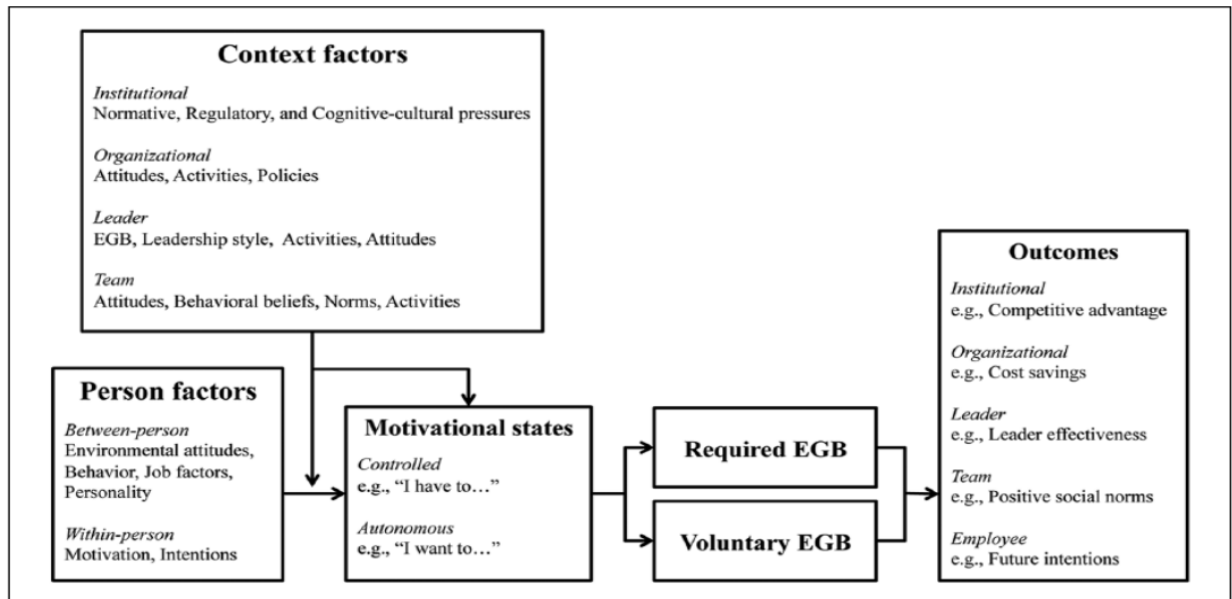 Context factors
Institutional
Normative, Regulatory, and Cognitive-cultural pressures
Organizational
Attitudes, Activities, Policies
Leader
EGB, Leadership style, Activities, Attitudes
Team
Attitudes, Behavioral beliefs, Norms, Activities
Person factors
Between-person
Environmental attitudes,
Behavior, Job factors,
Personality
Within-person
Motivation, Intentions
Motivational states
Controlled
e.g., “I have to…”
Autonomous
e.g., “I want to…”
Required EGB
Voluntary EGB
Outcomes
Institutional
e.g., Competitive advantage
Organizational
e.g., Cost savings
Leader
e.g., Leader effectiveness
Team
e.g., Positive social norms
Employee
e.g., Future intentions